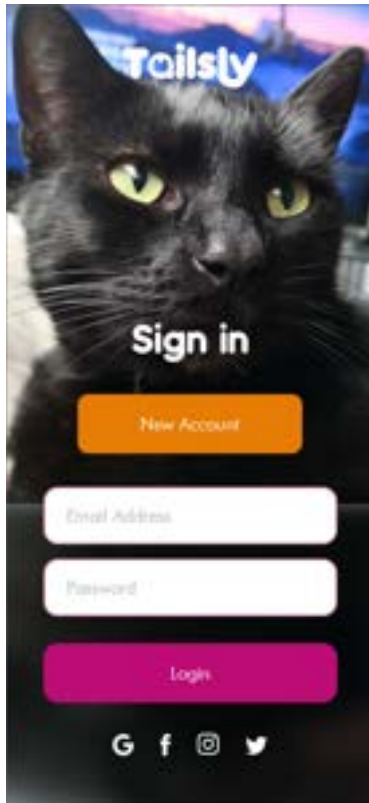 Tailsly
Sign in
New Account
Email Address
Password
Login